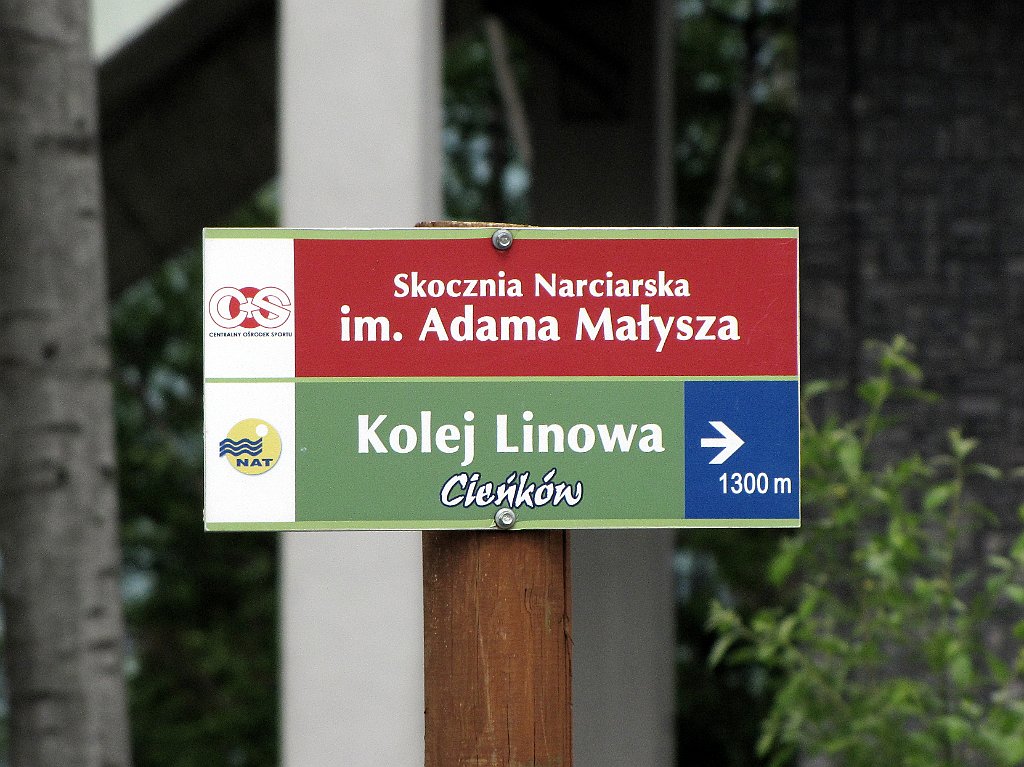 COS
CENTRALNY OŚRODEK SPORTU
Skocznia Narciarska
im. Adama Małysza
NAT
Kolej Linowa
Cieńków
1300 m